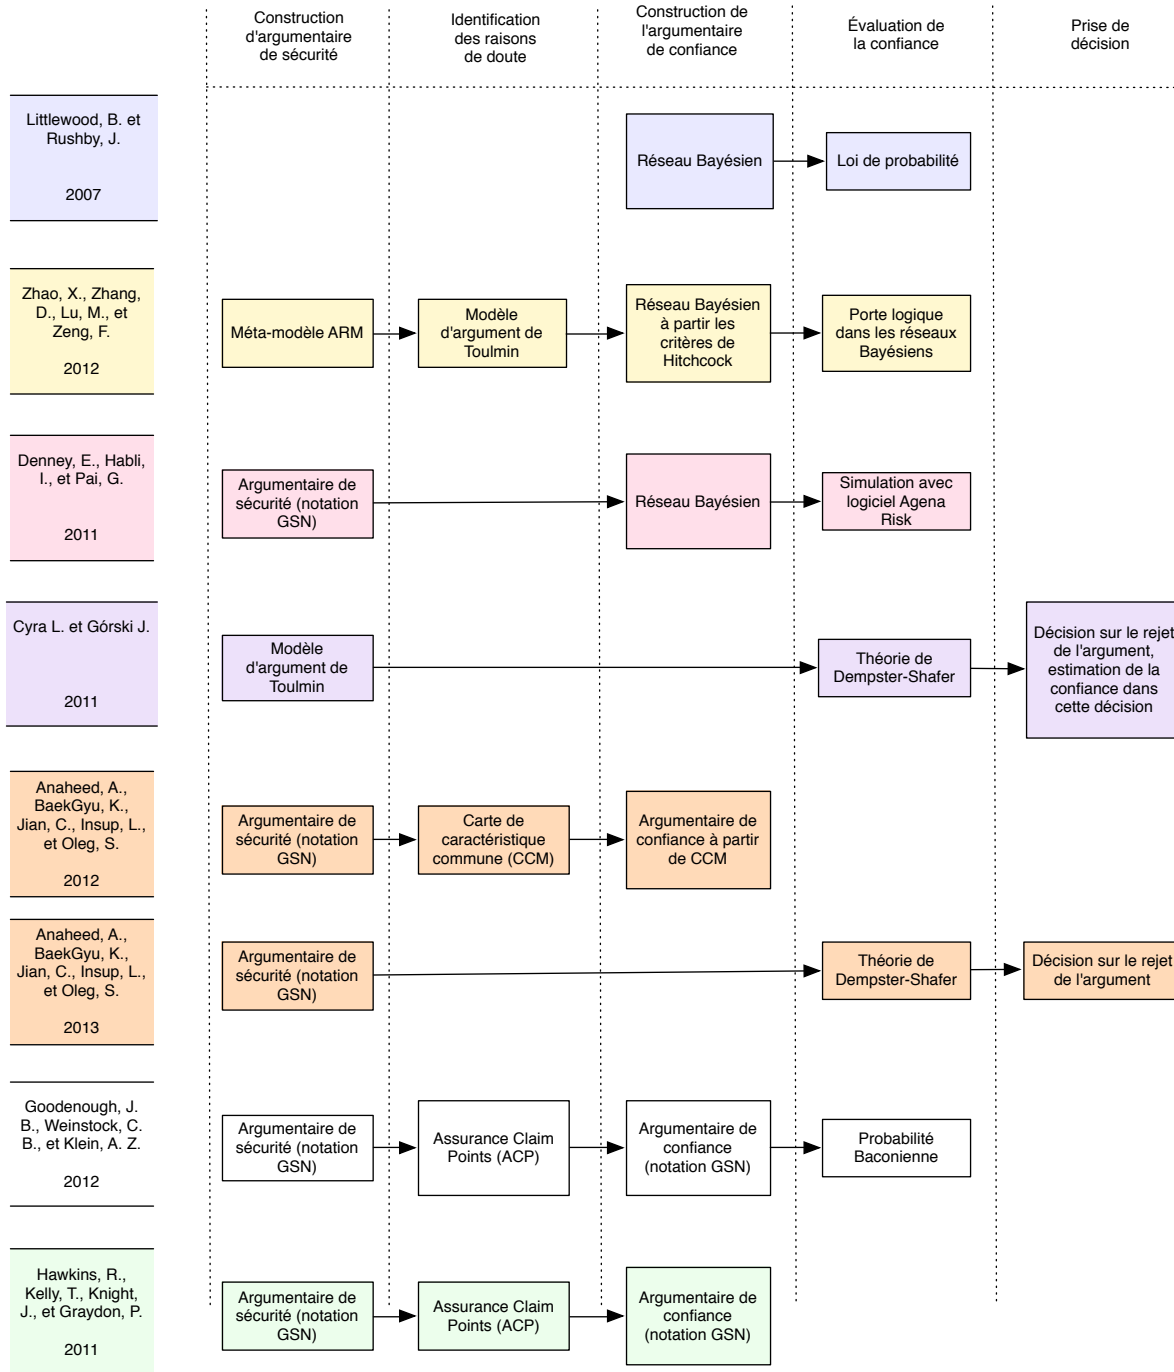 Construction
d'argumentaire
de sécurité
Identification
des raisons
de doute
Construction de
l'argumentaire
de confiance
Évaluation de
la confiance
Prise de
décision
Littlewood, B. et
Rushby, J.
2007
Réseau Bayésien
Loi de probabilité
Zhao, X., Zhang,
D., Lu, M., et
Zeng, F.
2012
Méta-modèle ARM
Modèle
d'argument de
Toulmin
Réseau Bayésien
à partir les
critères de
Hitchcock
Porte logique
dans les réseaux
Bayésiens
Denney, E., Habli,
I., et Pai, G.
2011
Argumentaire de
sécurité (notation
GSN)
Réseau Bayésien
Simulation avec
logiciel Agena
Risk
Cyra L. et Górski J.
2011
Modèle
d'argument de
Toulmin
Théorie de
Dempster-Shafer
Décision sur le rejet
de l'argument,
estimation de la
confiance dans
cette décision
Anaheed, A.,
BaekGyu, K.,
Jian, C., Insup, L.,
et Oleg, S.
2012
Argumentaire de
sécurité (notation
GSN)
Carte de
caractéristique
commune (CCM)
Argumentaire de
confiance à partir
de CCM
Anaheed, A.,
BaekGyu, K.,
Jian, C., Insup, L.,
et Oleg, S.
2013
Argumentaire de
sécurité (notation
GSN)
Théorie de
Dempster-Shafer
Décision sur le rejet
de l'argument
Goodenough, J.
B., Weinstock, C.
B., et Klein, A. Z.
2012
Argumentaire de
sécurité (notation
GSN)
Assurance Claim
Points (ACP)
Argumentaire de
confiance
(notation GSN)
Probabilité
Baconienne
Hawkins, R.,
Kelly, T., Knight,
J., et Graydon, P.
2011
Argumentaire de
sécurité (notation
GSN)
Assurance Claim
Points (ACP)
Argumentaire de
confiance
(notation GSN)